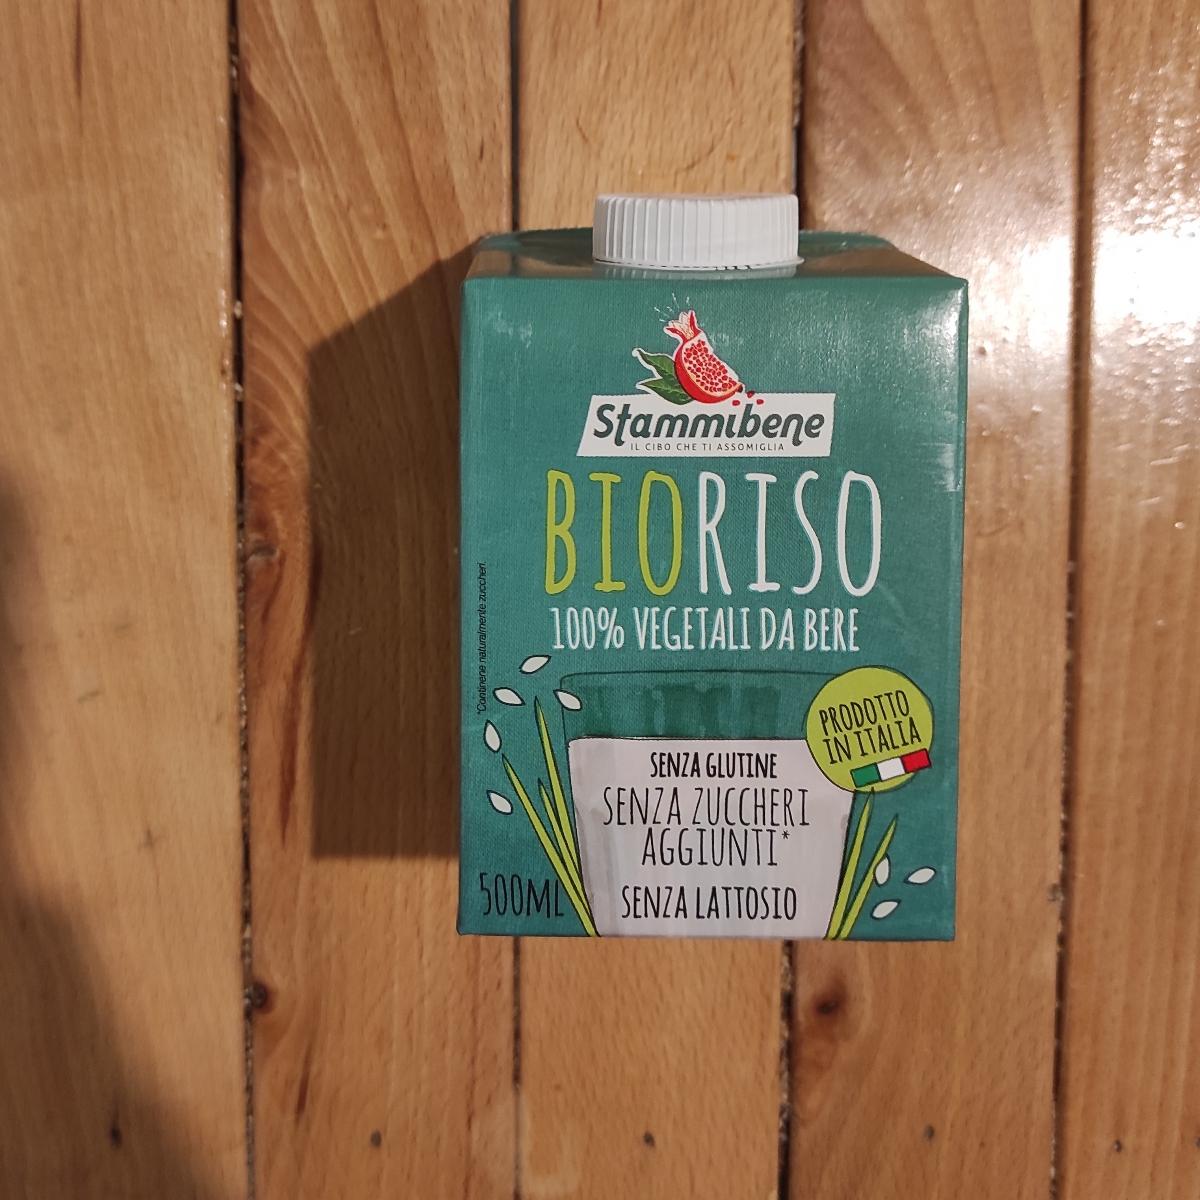 Stammibene
IL CIBO CHE TI ASSOMIGLIA
BIORISO
100% VEGETALI DA BERE
*Contiene naturalmente zuccheri.
PRODOTTO
IN ITALIA
SENZA GLUTINE
SENZA ZUCCHERI
AGGIUNTI*
SENZA LATTOSIO
500ML